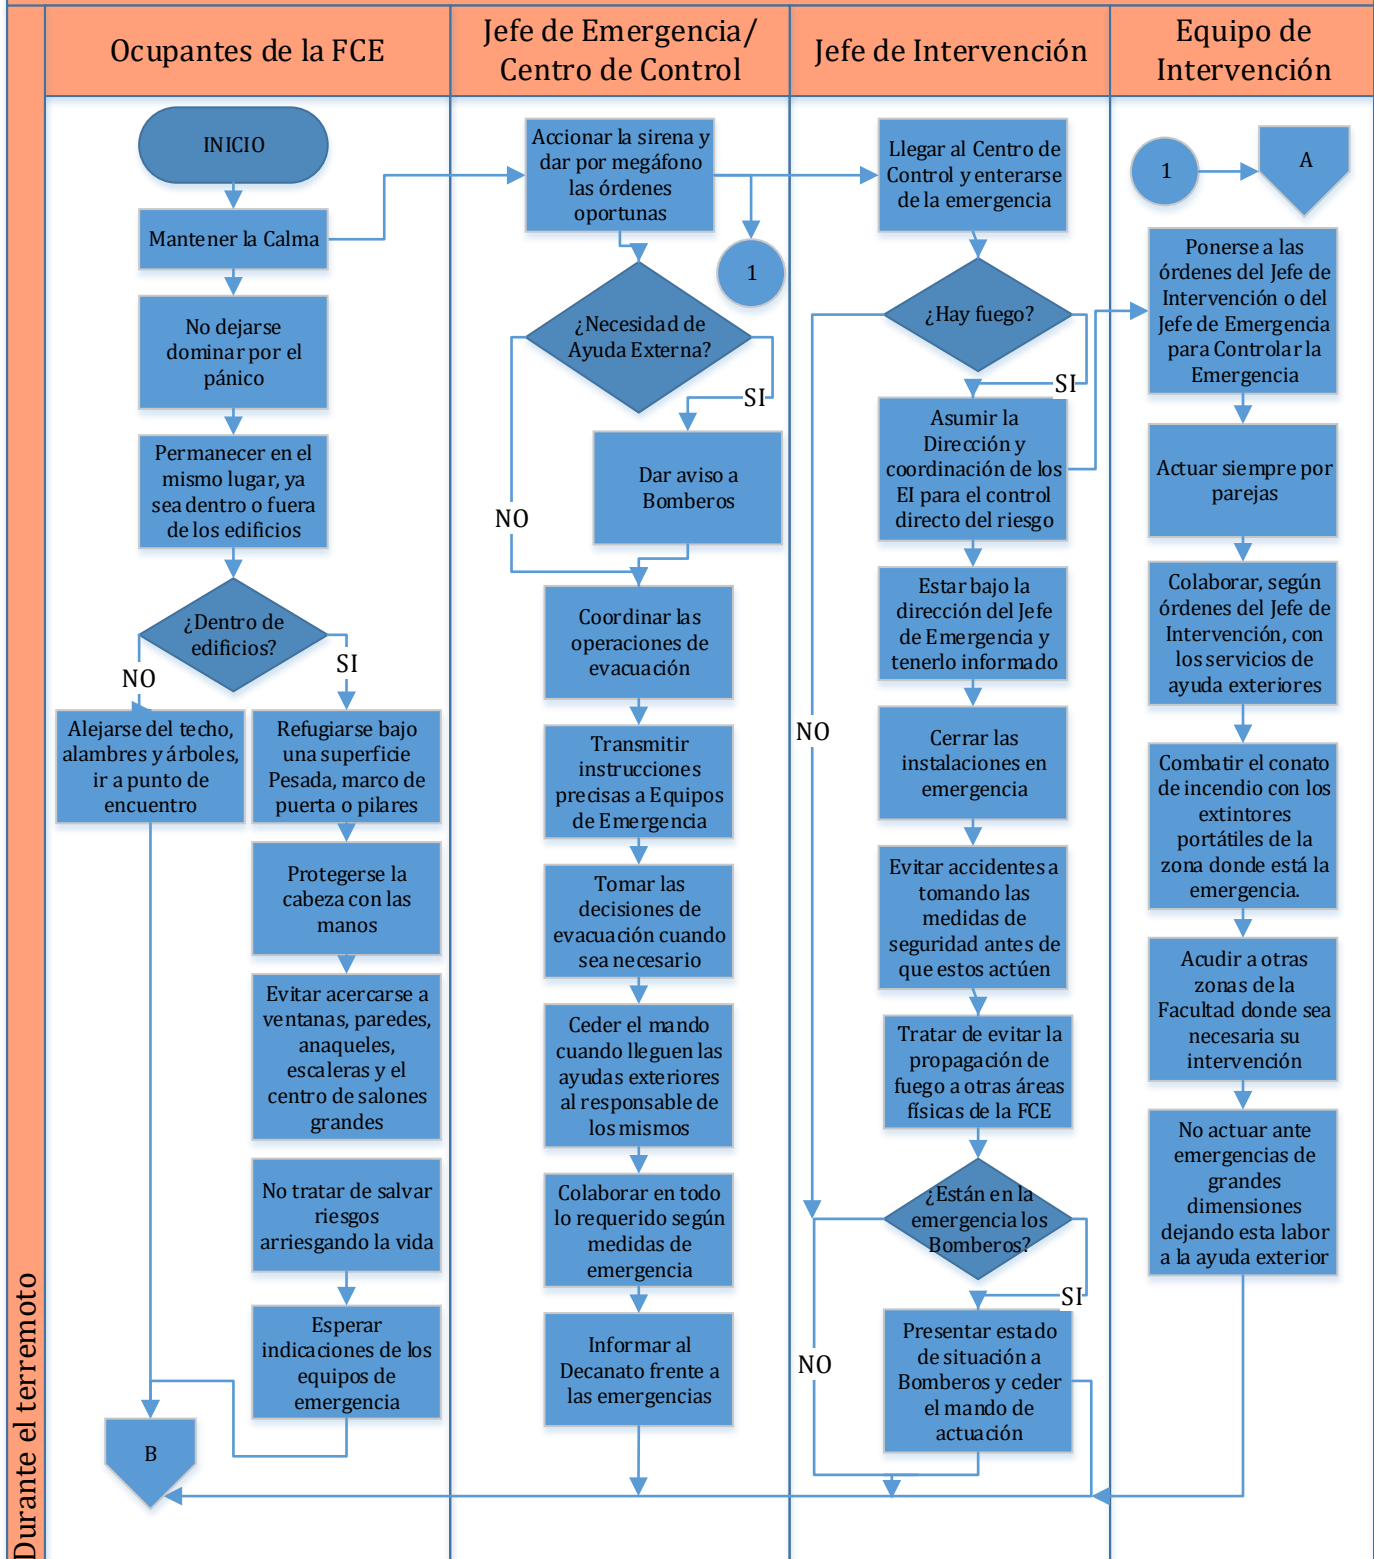 Ocupantes de la FCE
Jefe de Emergencia/
Centro de Control
Jefe de Intervención
Equipo de
Intervención
Durante el terremoto
INICIO
Mantener la Calma
No dejarse
dominar por el
pánico
Permanecer en el
mismo lugar, ya
sea dentro o fuera
de los edificios
¿Dentro de
edificios?
NO
SI
Alejarse del techo,
alambres y árboles,
ir a punto de
encuentro
Refugiarse bajo
una superficie
Pesada, marco de
puerta o pilares
Protegerse la
cabeza con las
manos
Evitar acercarse a
ventanas, paredes,
anaqueles,
escaleras y el
centro de salones
grandes
No tratar de salvar
riesgos
arriesgando la vida
Esperar
indicaciones de los
equipos de
emergencia
B
Accionar la sirena y
dar por megáfono
las órdenes
oportunas
1
¿Necesidad de
Ayuda Externa?
SI
NO
Dar aviso a
Bomberos
Coordinar las
operaciones de
evacuación
Transmitir
instrucciones
precisas a Equipos
de Emergencia
Tomar las
decisiones de
evacuación cuando
sea necesario
Ceder el mando
cuando lleguen las
ayudas exteriores
al responsable de
los mismos
Colaborar en todo
lo requerido según
medidas de
emergencia
Informar al
Decanato frente a
las emergencias
Llegar al Centro de
Control y enterarse
de la emergencia
¿Hay fuego?
SI
NO
Asumir la
Dirección y
coordinación de los
EI para el control
directo del riesgo
Estar bajo la
dirección del Jefe
de Emergencia y
tenerlo informado
Cerrar las
instalaciones en
emergencia
Evitar accidentes a
tomando las
medidas de
seguridad antes de
que estos actúen
Tratar de evitar la
propagación de
fuego a otras áreas
físicas de la FCE
¿Están en la
emergencia los
Bomberos?
SI
NO
Presentar estado
de situación a
Bomberos y ceder
el mando de
actuación
1
A
Ponerse a las
órdenes del Jefe de
Intervención o del
Jefe de Emergencia
para Controlar la
Emergencia
Actuar siempre por
parejas
Colaborar, según
órdenes del Jefe de
Intervención, con
los servicios de
ayuda exteriores
Combatir el conato
de incendio con los
extintores
portátiles de la
zona donde está la
emergencia.
Acudir a otras
zonas de la
Facultad donde sea
necesaria su
intervención
No actuar ante
emergencias de
grandes
dimensiones
dejando esta labor
a la ayuda exterior